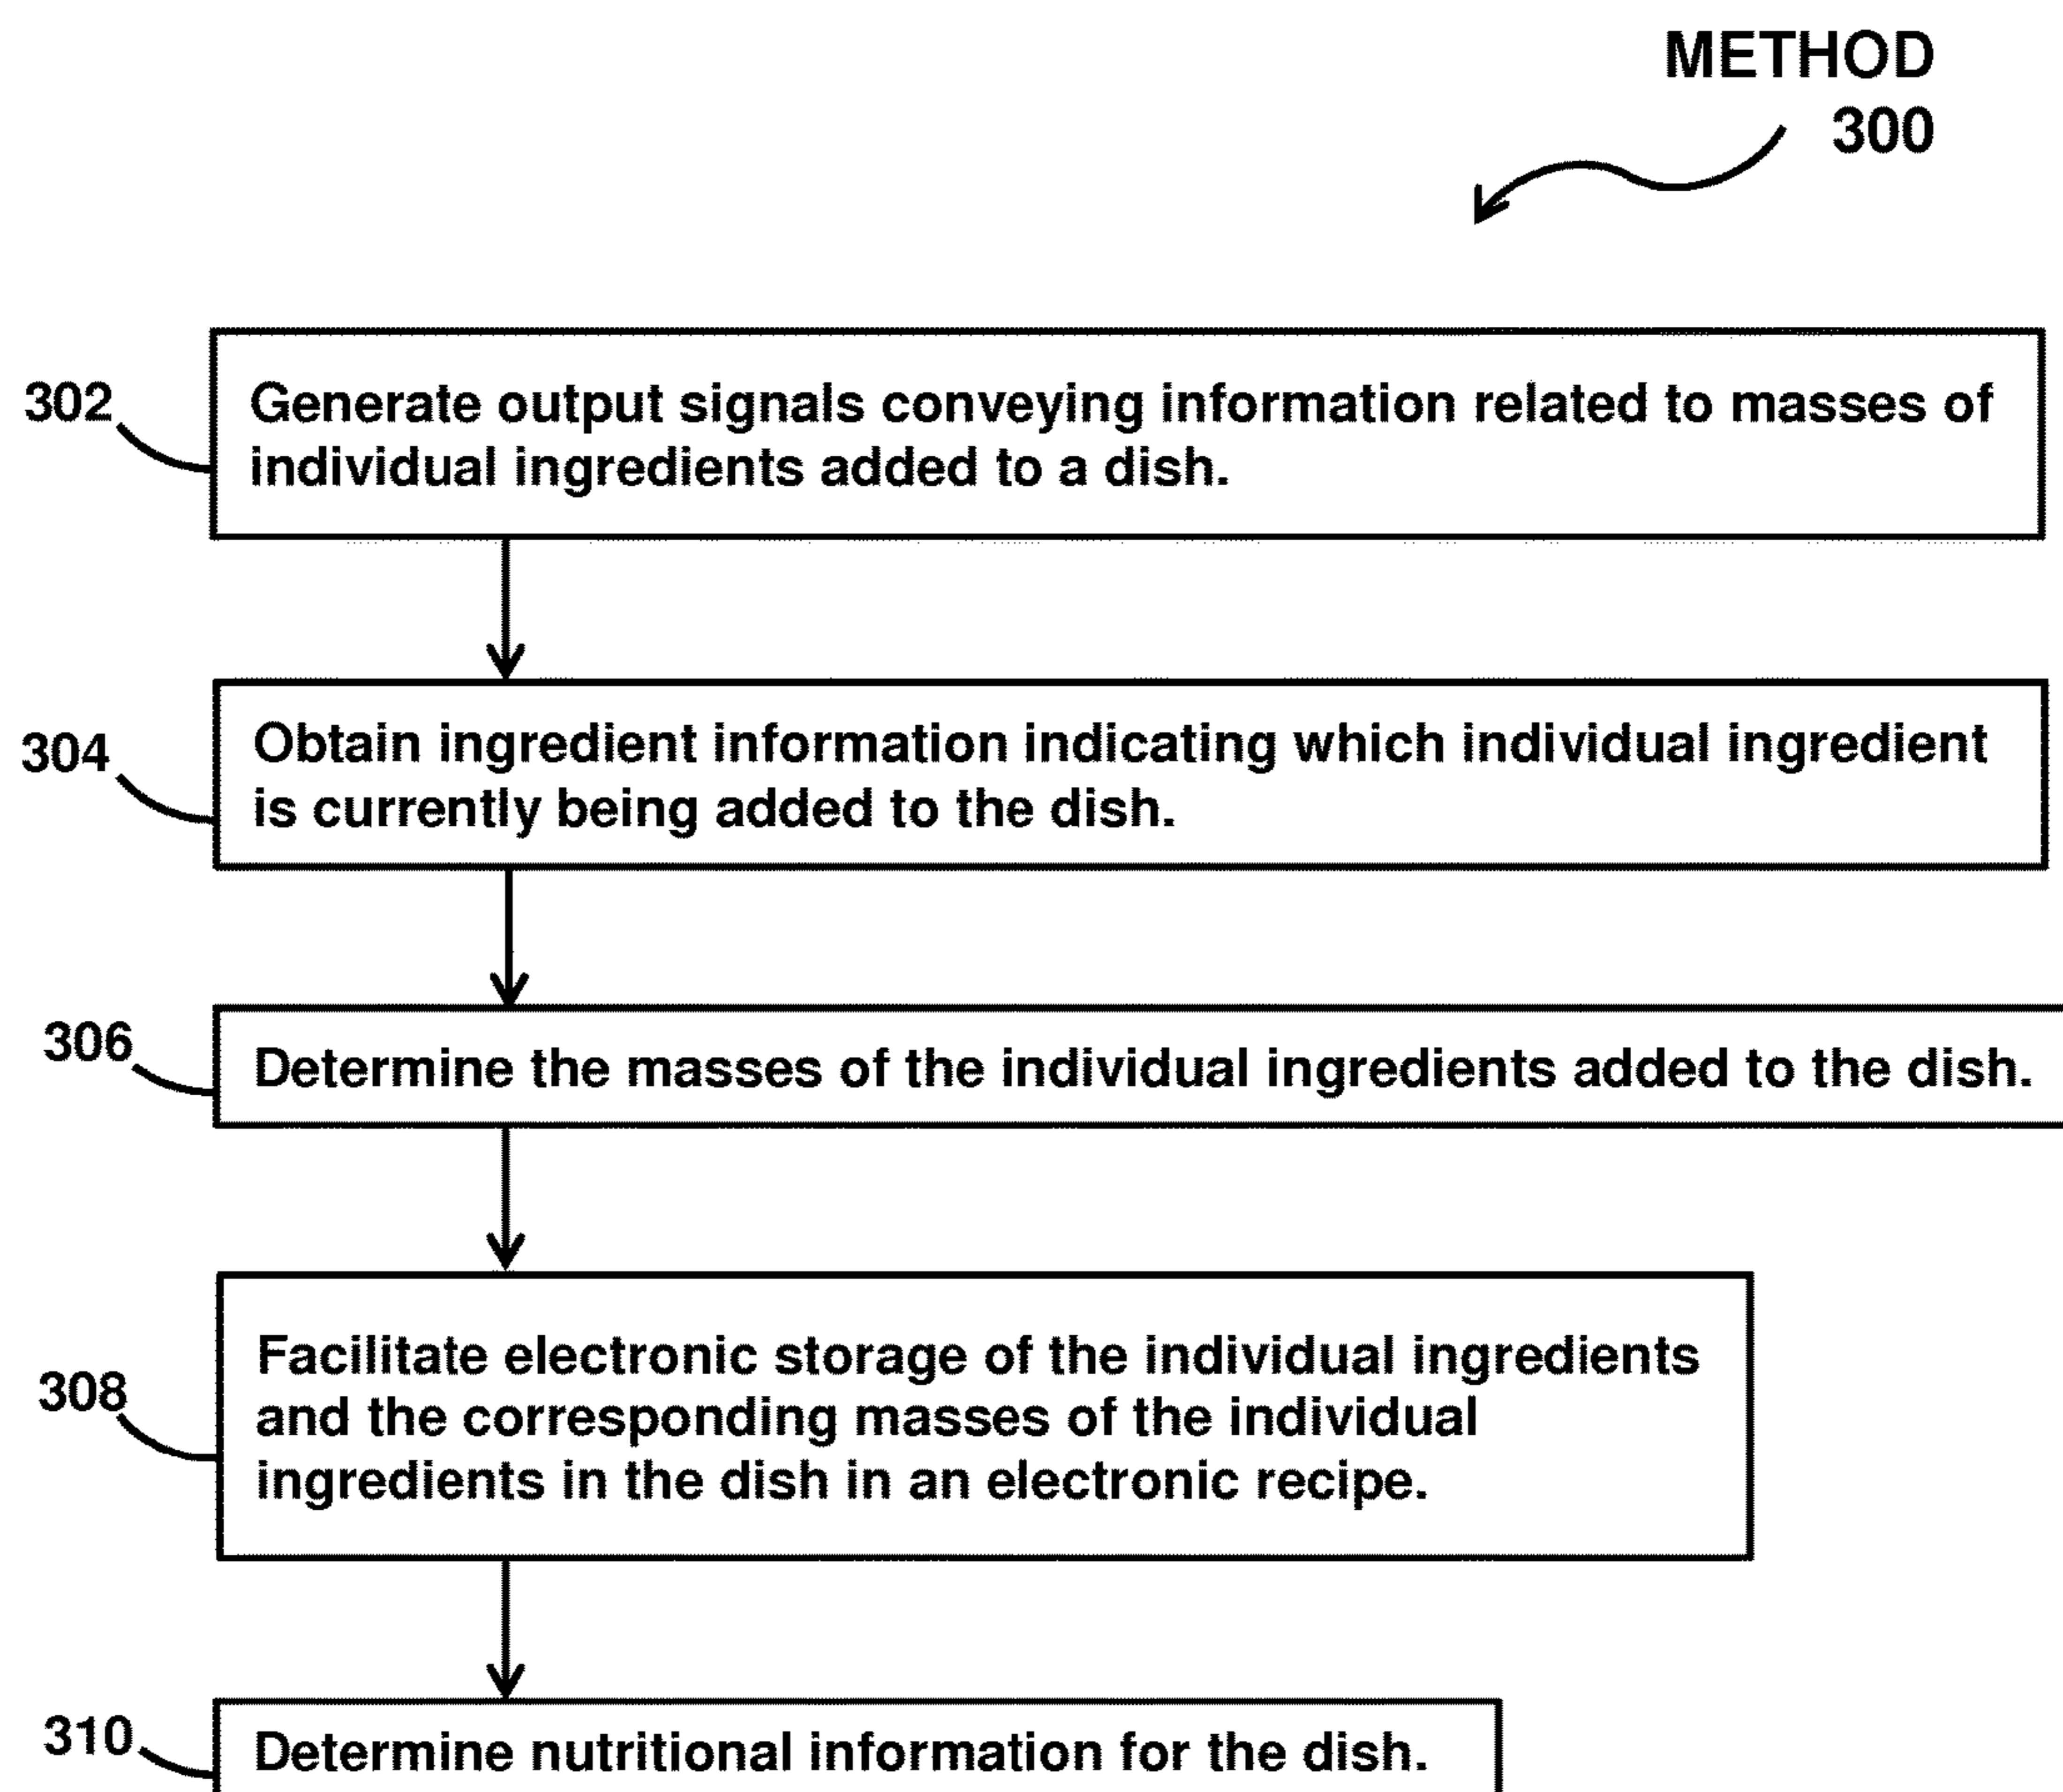 METHOD
300
302
Generate output signals conveying information related to masses of
individual ingredients added to a dish.
304
Obtain ingredient information indicating which individual ingredient
is currently being added to the dish.
306
Determine the masses of the individual ingredients added to the dish.
308
Facilitate electronic storage of the individual ingredients
and the corresponding masses of the individual
ingredients in the dish in an electronic recipe.
310
Determine nutritional information for the dish.